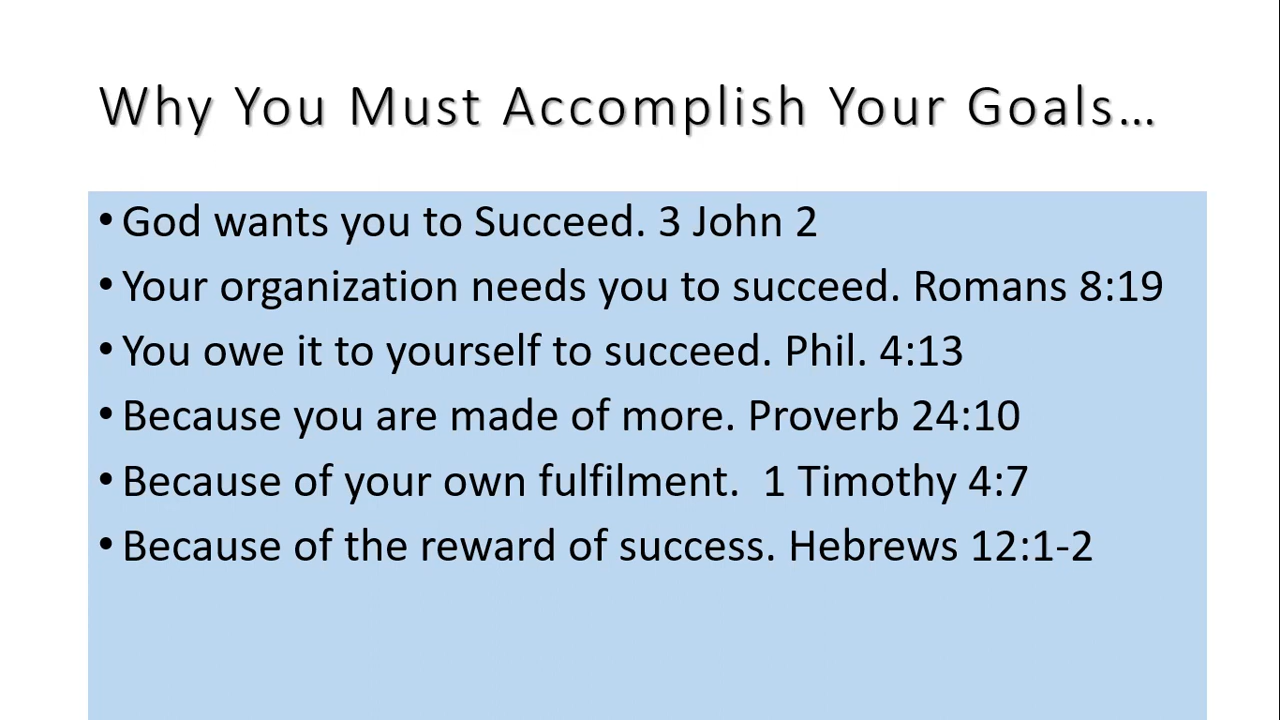 Why You Must Accomplish Your Goals…
• God wants you to Succeed. 3 John 2
• Your organization needs you to succeed. Romans 8:19
• You owe it to yourself to succeed. Phil. 4:13
• Because you are made of more. Proverb 24:10
• Because of your own fulfilment.  1 Timothy 4:7
• Because of the reward of success. Hebrews 12:1-2